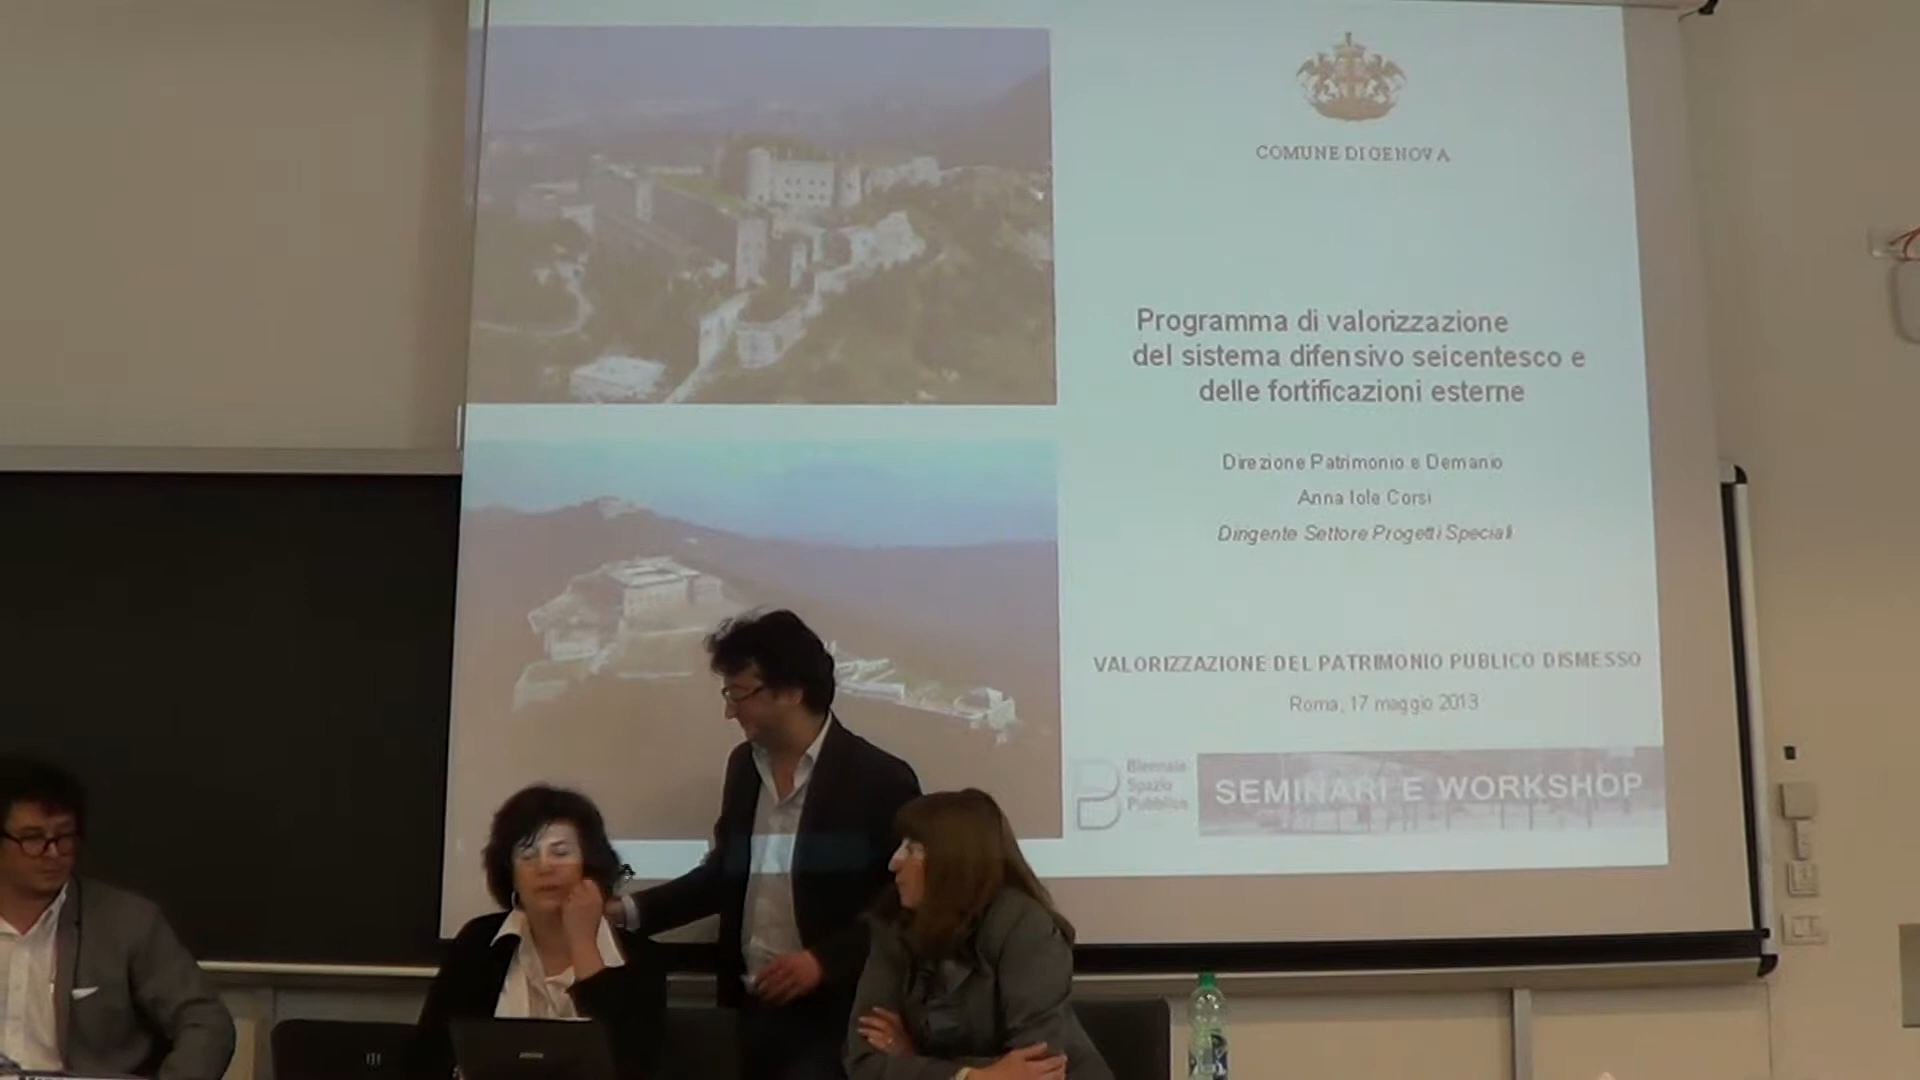 COMUNE DI GENOVA
Programma di valorizzazione
del sistema difensivo seicentesco e
delle fortificazioni esterne
Direzione Patrimonio e Demanio
Anna Iole Corsi
Dirigente Settore Progetti Speciali
VALORIZZAZIONE DEL PATRIMONIO PUBLICO DISMESSO
Roma, 17 maggio 2013
Biennale
Spazio
Pubblico
SEMINARI E WORKSHOP